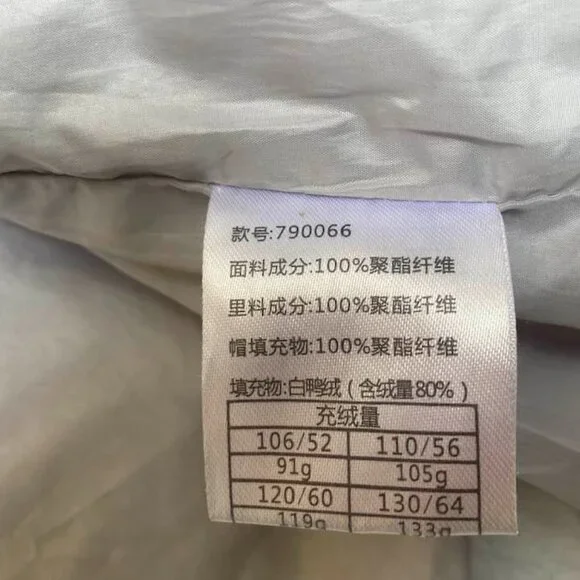 款号:790066
面料成分:100%聚酯纤维
里料成分:100%聚酯纤维
帽填充物:100%聚酯纤维
填充物:白鸭绒（含绒量80%）
充绒量
106/52 110/56
91g 105g
120/60 130/64
119g 133g